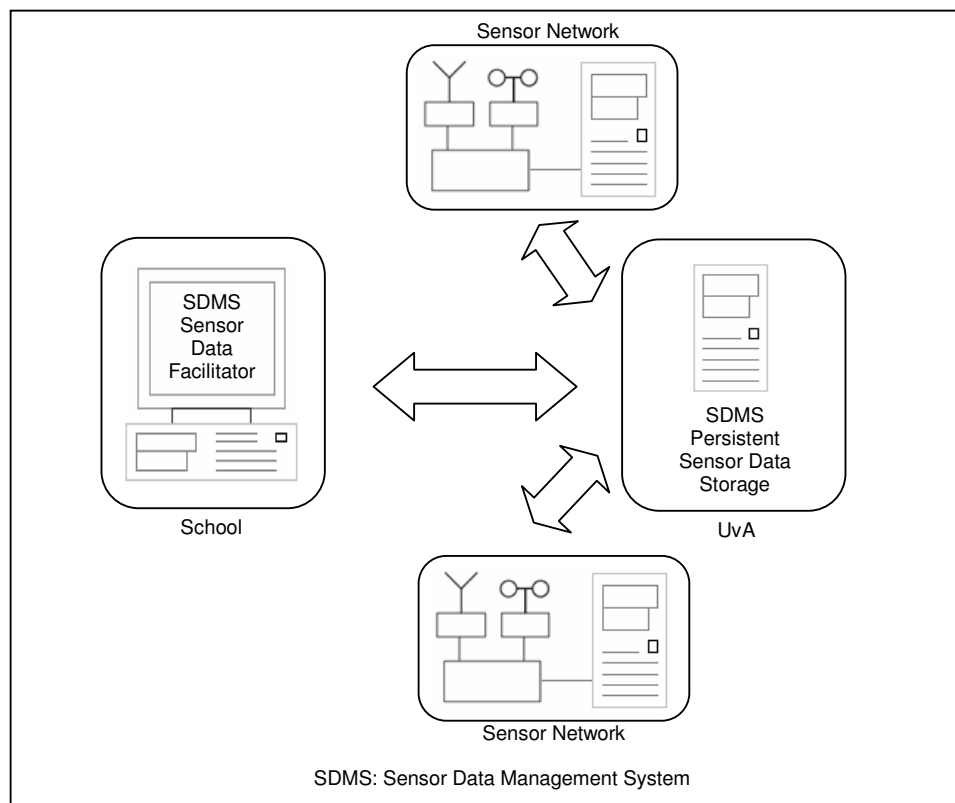 Sensor Network
SDMS
Sensor
Data
Facilitator
School
SDMS
Persistent
Sensor Data
Storage
UvA
Sensor Network
SDMS: Sensor Data Management System